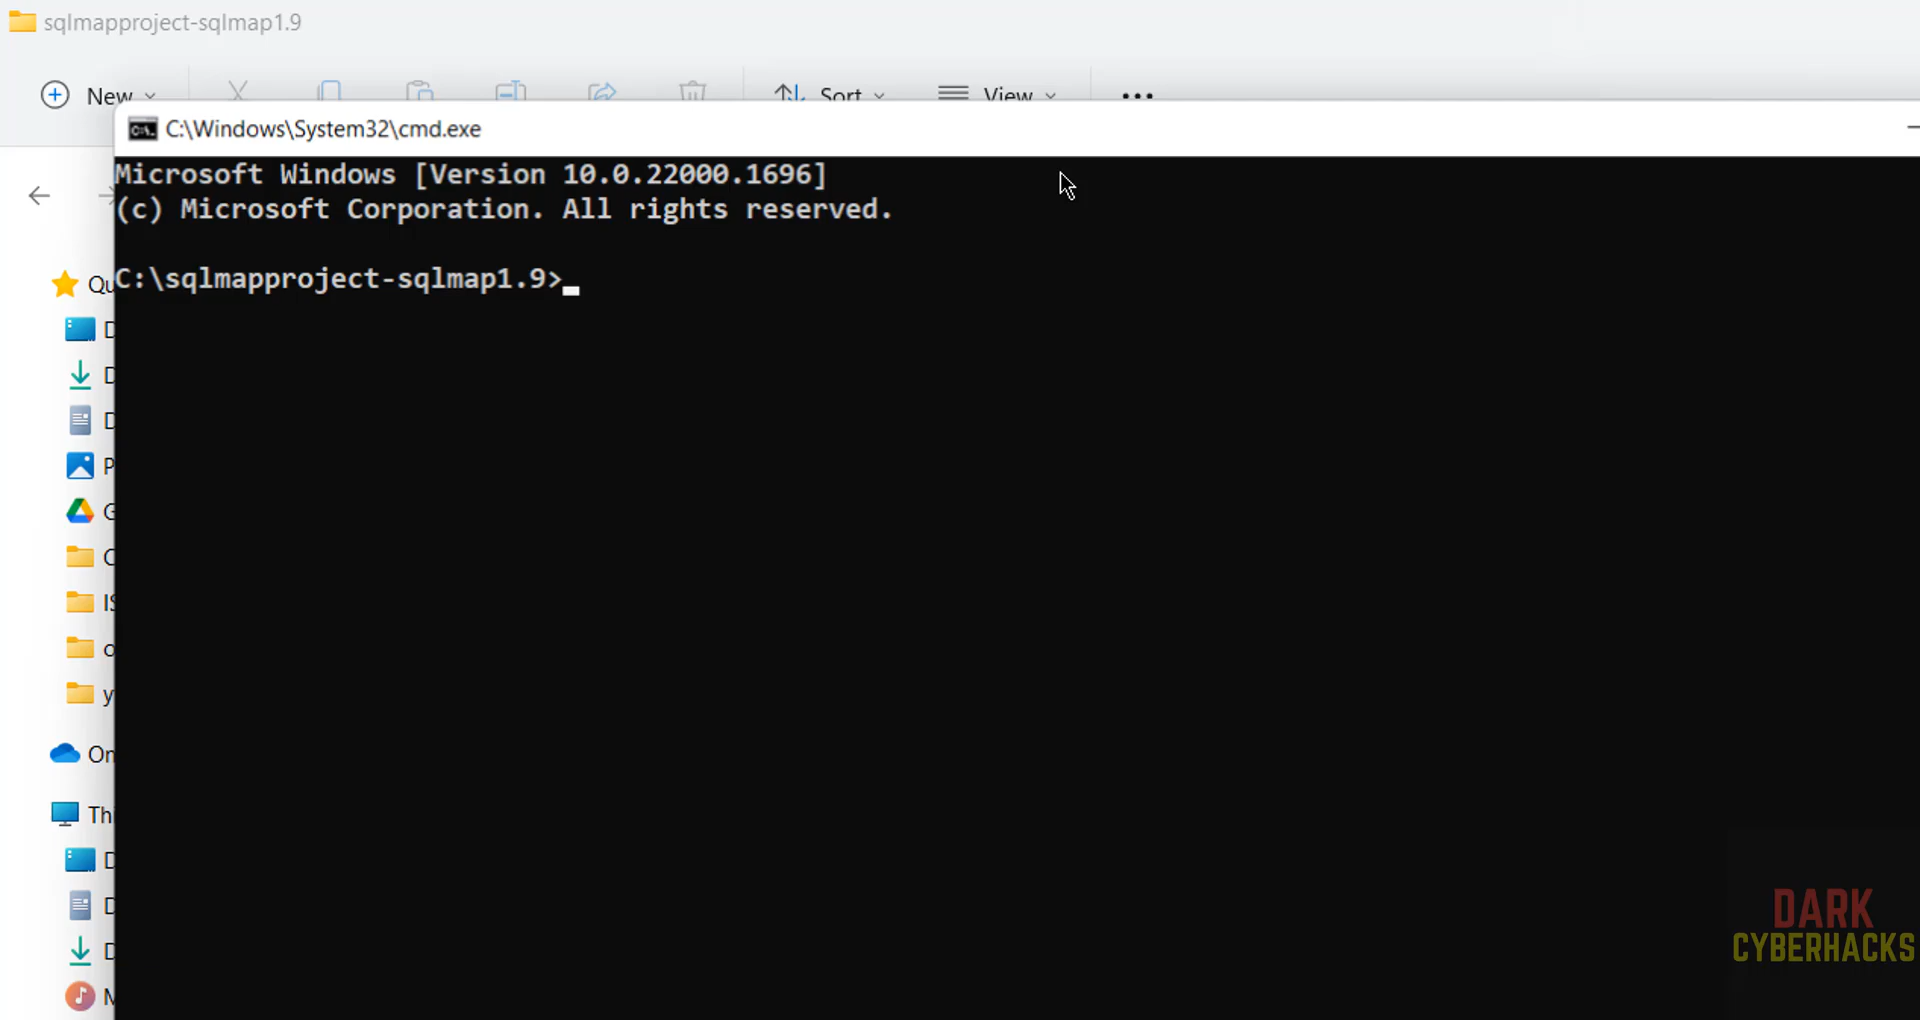 sqlmapproject-sqlmap1.9
New
Sort
View
C:\Windows\System32\cmd.exe
Microsoft Windows [Version 10.0.22000.1696]
(c) Microsoft Corporation. All rights reserved.
C:\sqlmapproject-sqlmap1.9>
DARK
CYBERHACKS